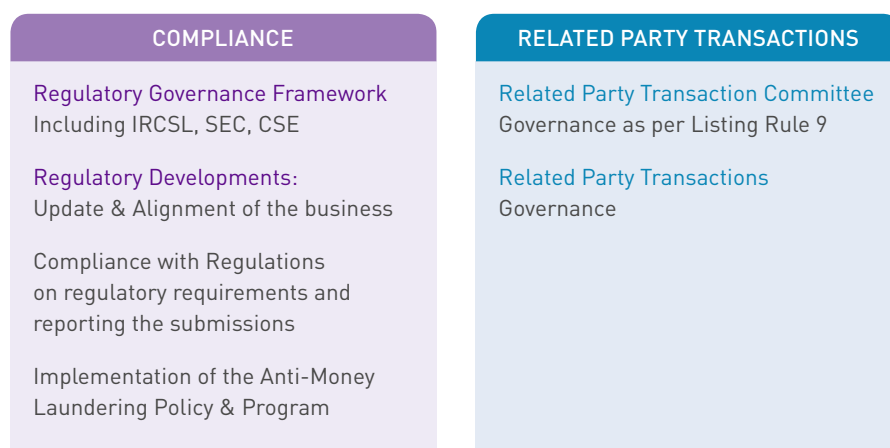 COMPLIANCE
Regulatory Governance Framework
Including IRCSL, SEC, CSE
Regulatory Developments:
Update & Alignment of the business
Compliance with Regulations
on regulatory requirements and
reporting the submissions
Implementation of the Anti-Money
Laundering Policy & Program
RELATED PARTY TRANSACTIONS
Related Party Transaction Committee
Governance as per Listing Rule 9
Related Party Transactions
Governance